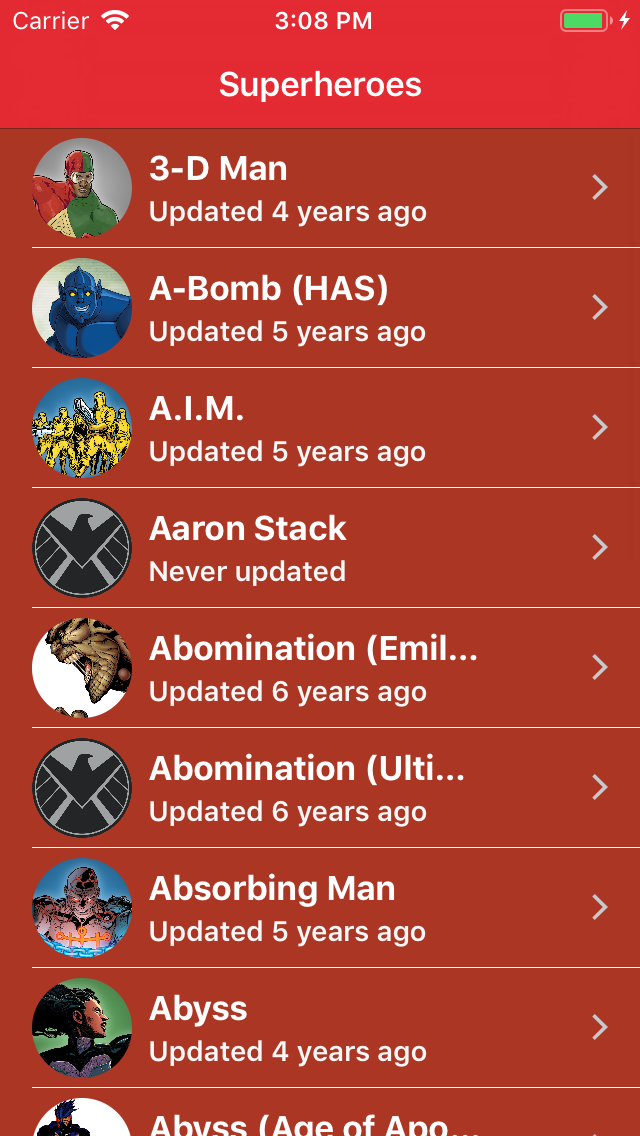 Carrier 3:08 PM
Superheroes
3-D Man
Updated 4 years ago
A-Bomb (HAS)
Updated 5 years ago
A.I.M.
Updated 5 years ago
Aaron Stack
Never updated
Abomination (Emil...
Updated 6 years ago
Abomination (Ulti...
Updated 6 years ago
Absorbing Man
Updated 5 years ago
Abyss
Updated 4 years ago
Abyss (Age of Apo...